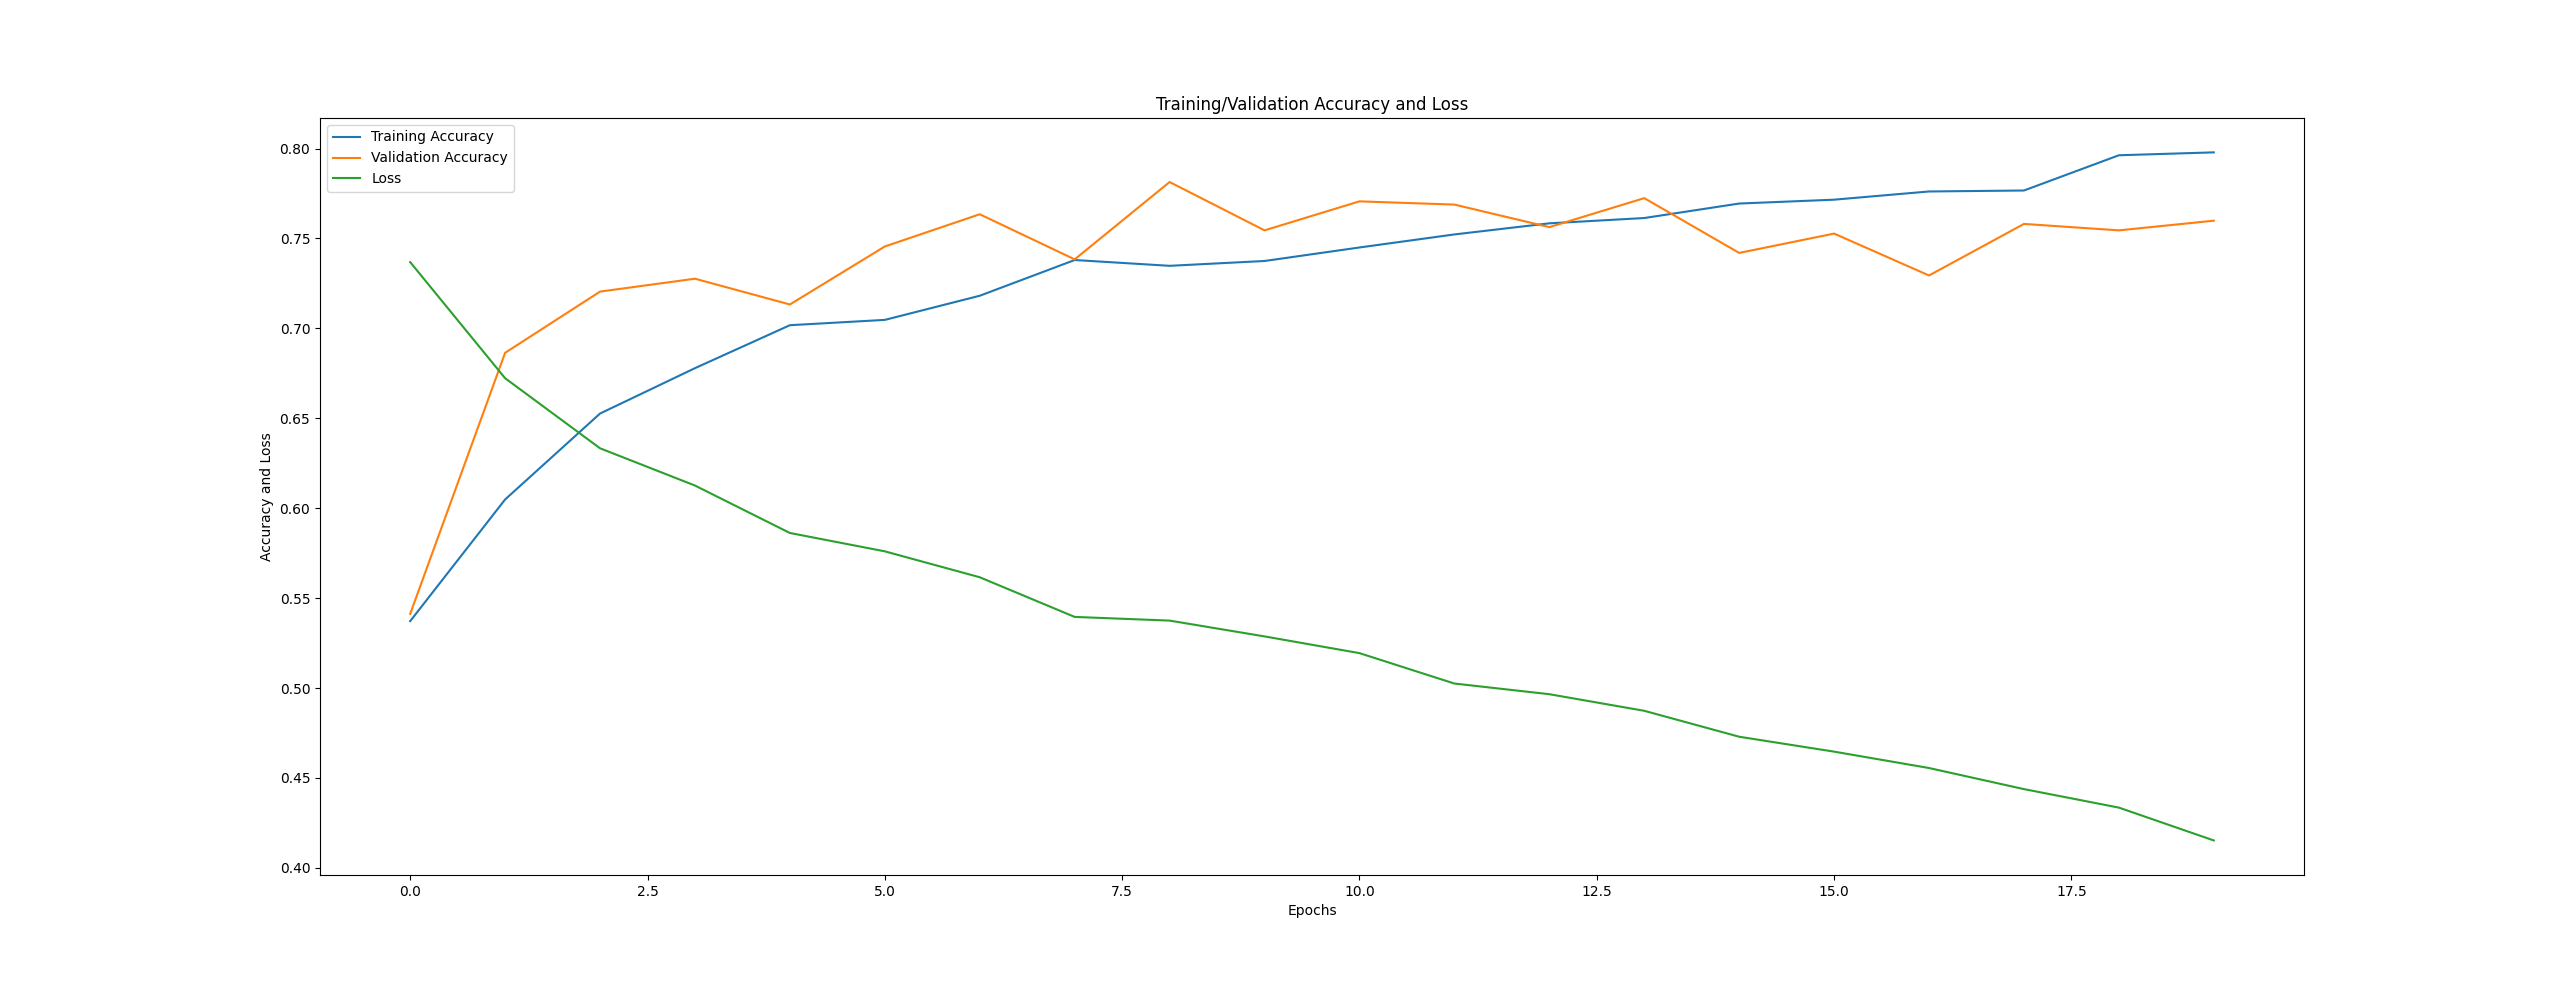 Training/Validation Accuracy and Loss
Training Accuracy
Validation Accuracy
Loss
Accuracy and Loss
0.80
0.75
0.70
0.65
0.60
0.55
0.50
0.45
0.40
0.0 2.5 5.0 7.5 10.0 12.5 15.0 17.5
Epochs